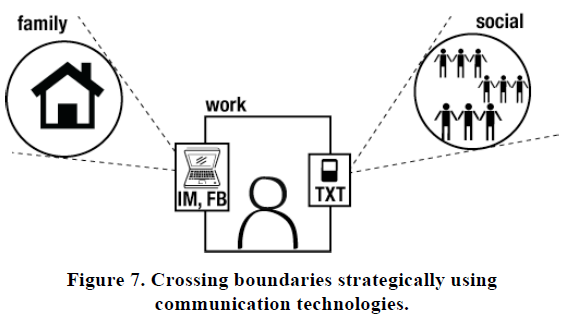 family
social
work
IM, FB
TXT
Figure 7. Crossing boundaries strategically using
communication technologies.